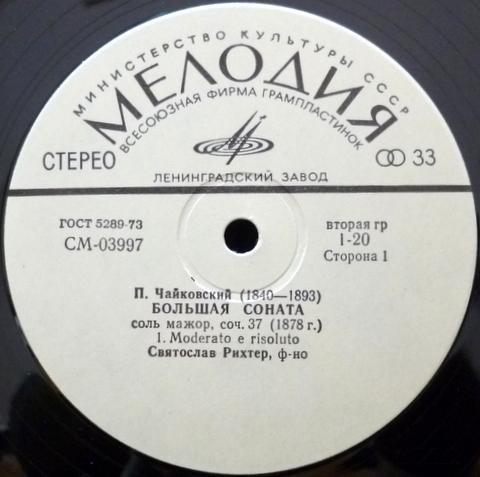 МИНИСТЕРСТВО КУЛЬТУРЫ СССР
МЕЛОДИЯ
ВСЕСОЮЗНАЯ ФИРМА ГРАМПЛАСТИНОК
СТЕРЕО
33
ЛЕНИНГРАДСКИЙ ЗАВОД
ГОСТ 5289-73
СМ-03997
вторая гр
1-20
Сторона 1
П. Чайковский (1840—1893)
БОЛЬШАЯ СОНАТА
соль мажор, соч. 37 (1878 г.)
1. Moderato e risoluto
Святослав Рихтер, ф-но